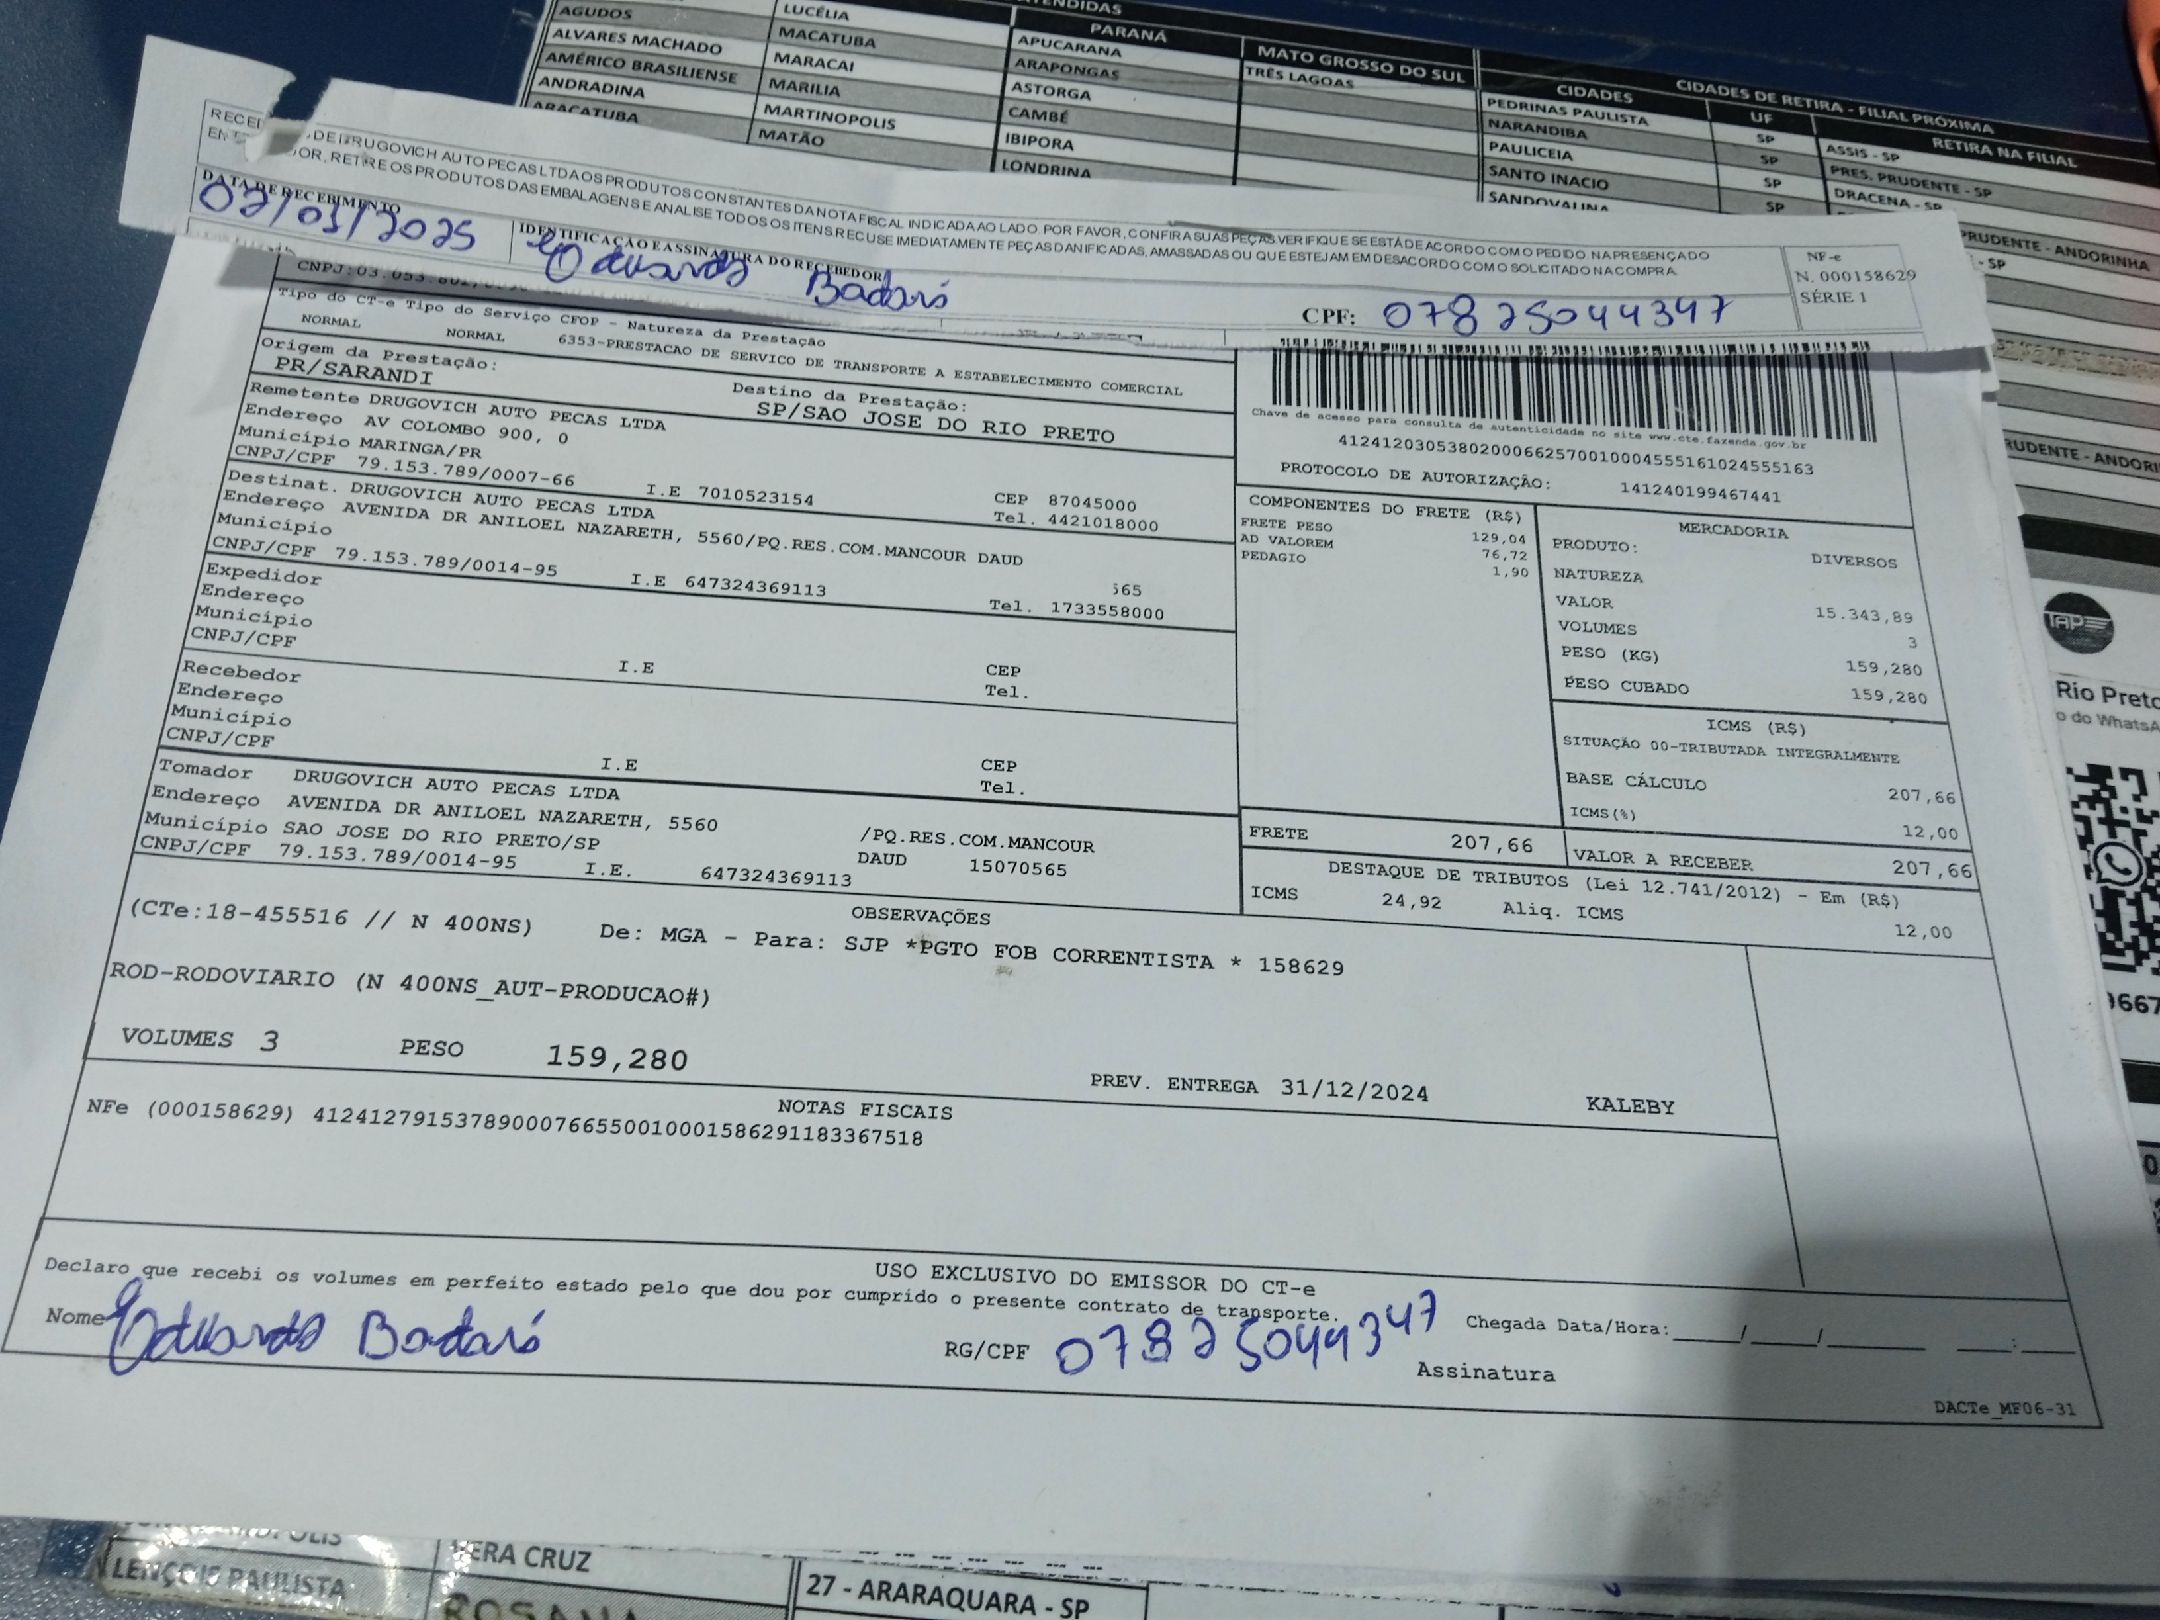 ATENDIDAS
AGUDOS LUCÉLIA PARANÁ MATO GROSSO DO SUL CIDADES DE RETIRA - FILIAL PRÓXIMA
ALVARES MACHADO MACATUBA APUCARANA TRÊS LAGOAS CIDADES UF RETIRA NA FILIAL
AMÉRICO BRASILIENSE MARACAI ARAPONGAS PEDRINAS PAULISTA SP ASSIS - SP
ANDRADINA MARILIA ASTORGA NARANDIBA SP PRES. PRUDENTE - SP
ARAÇATUBA MARTINOPOLIS CAMBÉ PAULICEIA SP DRACENA - SP
MATÃO IBIPORA SANTO INACIO SP PRUDENTE - ANDORINHA
LONDRINA SANDOVALINA SP - SP
DE DRUGOVICH AUTO PECAS LTDA OS PRODUTOS CONSTANTES DA NOTA FISCAL INDICADA AO LADO. POR FAVOR, CONFIRA SUAS PEÇAS VERIFIQUE SE ESTÁ DE ACORDO COM O PEDIDO. NA PRESENÇA DO
RETIRE OS PRODUTOS DAS EMBALAGENS E ANALISE TODOS OS ITENS, RECUSE IMEDIATAMENTE PEÇAS DANIFICADAS, AMASSADAS OU QUE ESTEJAM EM DESACORDO COM O SOLICITADO NA COMPRA
DATA DE RECEBIMENTO
02/01/2025
IDENTIFICAÇÃO E ASSINATURA DO RECEBEDOR
Eduardo Badaró
CPF: 07825044347
NF-e
N. 000158629
SÉRIE 1
Tipo do CT-e Tipo do Serviço CFOP - Natureza da Prestação
NORMAL NORMAL 6353-PRESTACAO DE SERVICO DE TRANSPORTE A ESTABELECIMENTO COMERCIAL
Origem da Prestação: Destino da Prestação:
PR/SARANDI SP/SAO JOSE DO RIO PRETO
Remetente DRUGOVICH AUTO PECAS LTDA
Endereço AV COLOMBO 900, 0
Município MARINGA/PR CEP 87045000
CNPJ/CPF 79.153.789/0007-66 I.E 7010523154 Tel. 4421018000
Destinat. DRUGOVICH AUTO PECAS LTDA
Endereço AVENIDA DR ANILOEL NAZARETH, 5560/PQ.RES.COM.MANCOUR DAUD
Município 565
CNPJ/CPF 79.153.789/0014-95 I.E 647324369113 Tel. 1733558000
Expedidor
Endereço
Município CEP
CNPJ/CPF I.E Tel.
Recebedor
Endereço
Município CEP
CNPJ/CPF I.E Tel.
Tomador DRUGOVICH AUTO PECAS LTDA
Endereço AVENIDA DR ANILOEL NAZARETH, 5560 /PQ.RES.COM.MANCOUR
Município SAO JOSE DO RIO PRETO/SP DAUD 15070565
CNPJ/CPF 79.153.789/0014-95 I.E. 647324369113
Chave de acesso para consulta de autenticidade no site www.cte.fazenda.gov.br
41241203053802000662570010004555161024555163
PROTOCOLO DE AUTORIZAÇÃO: 141240199467441
COMPONENTES DO FRETE (R$)
FRETE PESO 129,04
AD VALOREM 76,72
PEDAGIO 1,90
MERCADORIA
PRODUTO: DIVERSOS
NATUREZA
VALOR 15.343,89
VOLUMES 3
PESO (KG) 159,280
PESO CUBADO 159,280
ICMS (R$)
SITUAÇÃO 00-TRIBUTADA INTEGRALMENTE
BASE CÁLCULO 207,66
ICMS(%) 12,00
FRETE 207,66 VALOR A RECEBER 207,66
DESTAQUE DE TRIBUTOS (Lei 12.741/2012) - Em (R$)
ICMS 24,92 Aliq. ICMS 12,00
OBSERVAÇÕES
(CTe:18-455516 // N 400NS) De: MGA - Para: SJP *PGTO FOB CORRENTISTA * 158629
ROD-RODOVIARIO (N 400NS_AUT-PRODUCAO#)
VOLUMES 3 PESO 159,280 PREV. ENTREGA 31/12/2024 KALEBY
NOTAS FISCAIS
NFe (000158629) 41241279153789000766550010001586291183367518
USO EXCLUSIVO DO EMISSOR DO CT-e
Declaro que recebi os volumes em perfeito estado pelo que dou por cumprido o presente contrato de transporte.
Nome Eduardo Badaró RG/CPF 07825044347 Chegada Data/Hora:
Assinatura
DACTe_MF06-31
TAP
Rio Preto
o do WhatsA
LENÇÓIS PAULISTA VERA CRUZ 27 - ARARAQUARA - SP